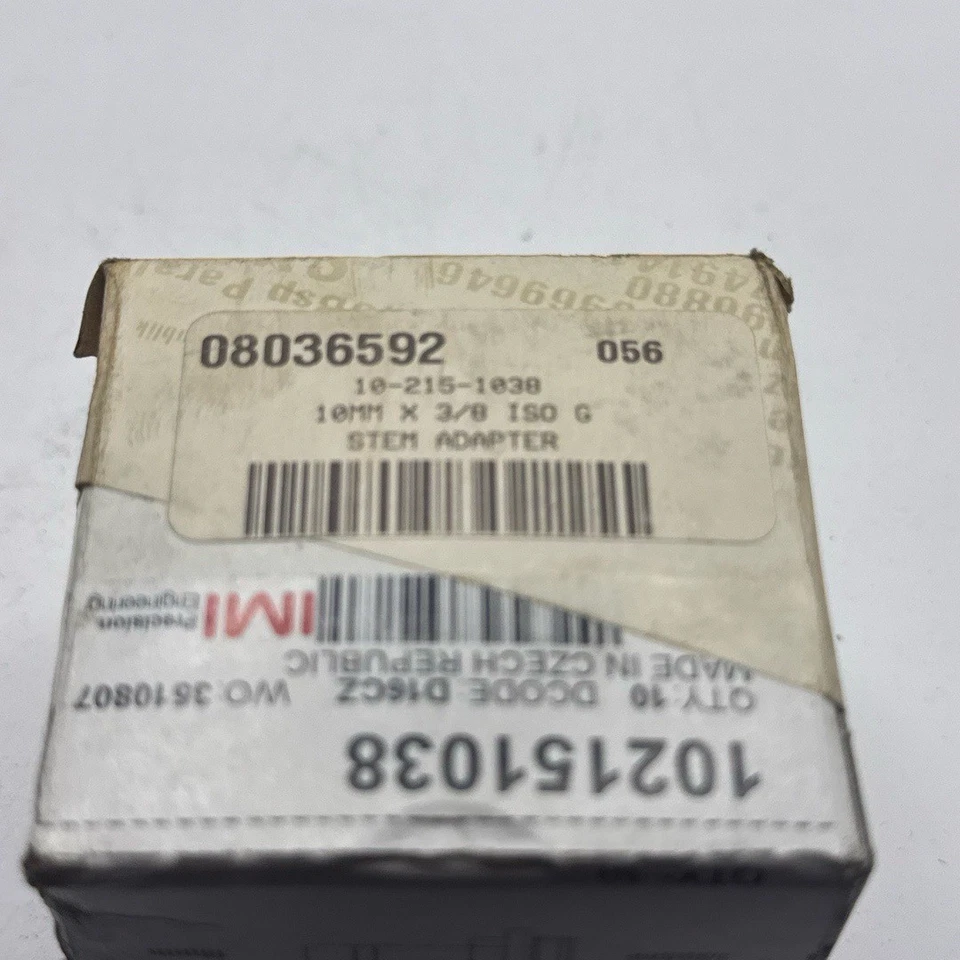 08036592 056
10-215-1038
10MM X 3/8 ISO G
STEM ADAPTER
102151038
QTY: 10 DCODE: D16CZ WO: 3510807
MADE IN CZECH REPUBLIC
IMI Precision
Engineering